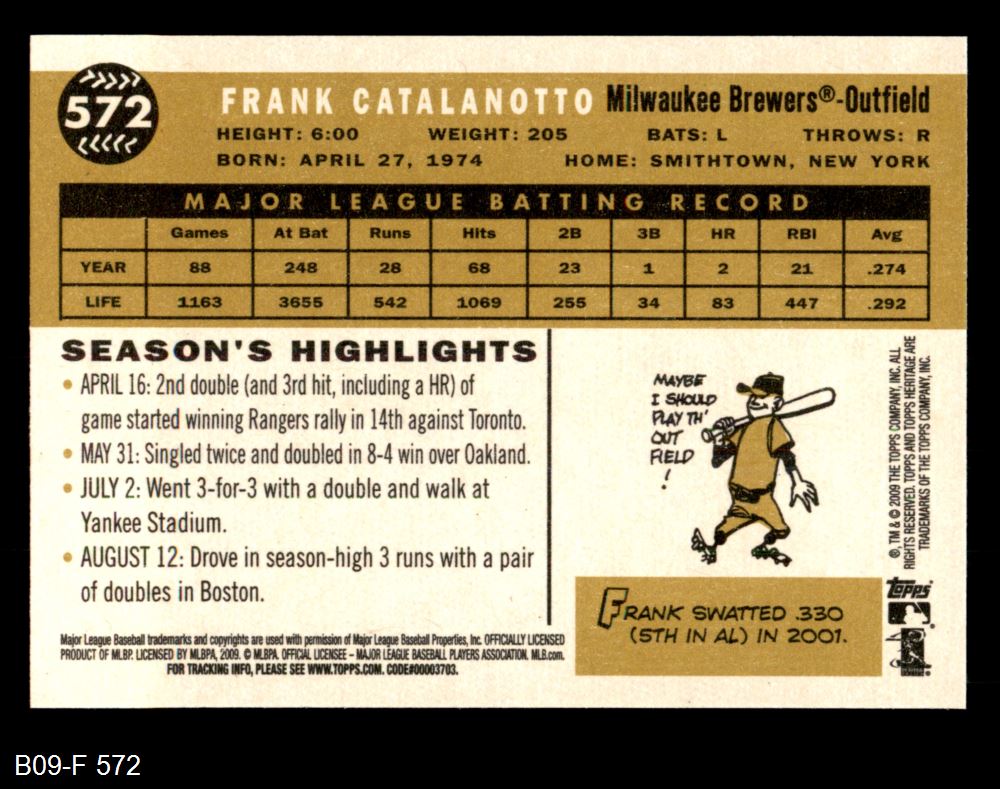 572
FRANK CATALANOTTO Milwaukee Brewers®-Outfield
HEIGHT: 6:00 WEIGHT: 205 BATS: L THROWS: R
BORN: APRIL 27, 1974 HOME: SMITHTOWN, NEW YORK
MAJOR LEAGUE BATTING RECORD
Games At Bat Runs Hits 2B 3B HR RBI Avg
YEAR 88 248 28 68 23 1 2 21 .274
LIFE 1163 3655 542 1069 255 34 83 447 .292
SEASON'S HIGHLIGHTS
• APRIL 16: 2nd double (and 3rd hit, including a HR) of
game started winning Rangers rally in 14th against Toronto.
• MAY 31: Singled twice and doubled in 8-4 win over Oakland.
• JULY 2: Went 3-for-3 with a double and walk at
Yankee Stadium.
• AUGUST 12: Drove in season-high 3 runs with a pair
of doubles in Boston.
MAYBE
I SHOULD
PLAY TH'
OUT
FIELD
!
FRANK SWATTED .330
(5TH IN AL) IN 2001.
®, TM & © 2009 THE TOPPS COMPANY, INC. ALL
RIGHTS RESERVED. TOPPS AND TOPPS HERITAGE ARE
TRADEMARKS OF THE TOPPS COMPANY, INC.
topps
Major League Baseball trademarks and copyrights are used with permission of Major League Baseball Properties, Inc. OFFICIALLY LICENSED
PRODUCT OF MLBP. LICENSED BY MLBPA, 2009. © MLBPA. OFFICIAL LICENSEE – MAJOR LEAGUE BASEBALL PLAYERS ASSOCIATION. MLB.com.
FOR TRACKING INFO, PLEASE SEE WWW.TOPPS.COM. CODE#00003703.
B09-F 572